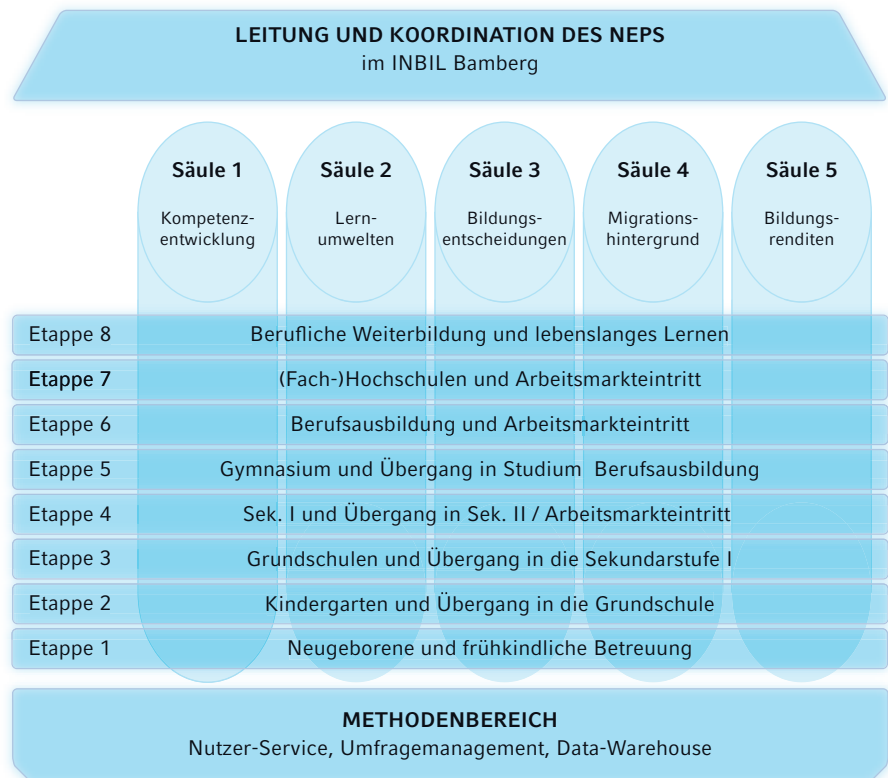 LEITUNG UND KOORDINATION DES NEPS
im INBIL Bamberg
Säule 1
Kompetenz-
entwicklung
Säule 2
Lern-
umwelten
Säule 3
Bildungs-
entscheidungen
Säule 4
Migrations-
hintergrund
Säule 5
Bildungs-
renditen
Etappe 8 Berufliche Weiterbildung und lebenslanges Lernen
Etappe 7 (Fach-)Hochschulen und Arbeitsmarkteintritt
Etappe 6 Berufsausbildung und Arbeitsmarkteintritt
Etappe 5 Gymnasium und Übergang in Studium Berufsausbildung
Etappe 4 Sek. I und Übergang in Sek. II / Arbeitsmarkteintritt
Etappe 3 Grundschulen und Übergang in die Sekundarstufe I
Etappe 2 Kindergarten und Übergang in die Grundschule
Etappe 1 Neugeborene und frühkindliche Betreuung
METHODENBEREICH
Nutzer-Service, Umfragemanagement, Data-Warehouse